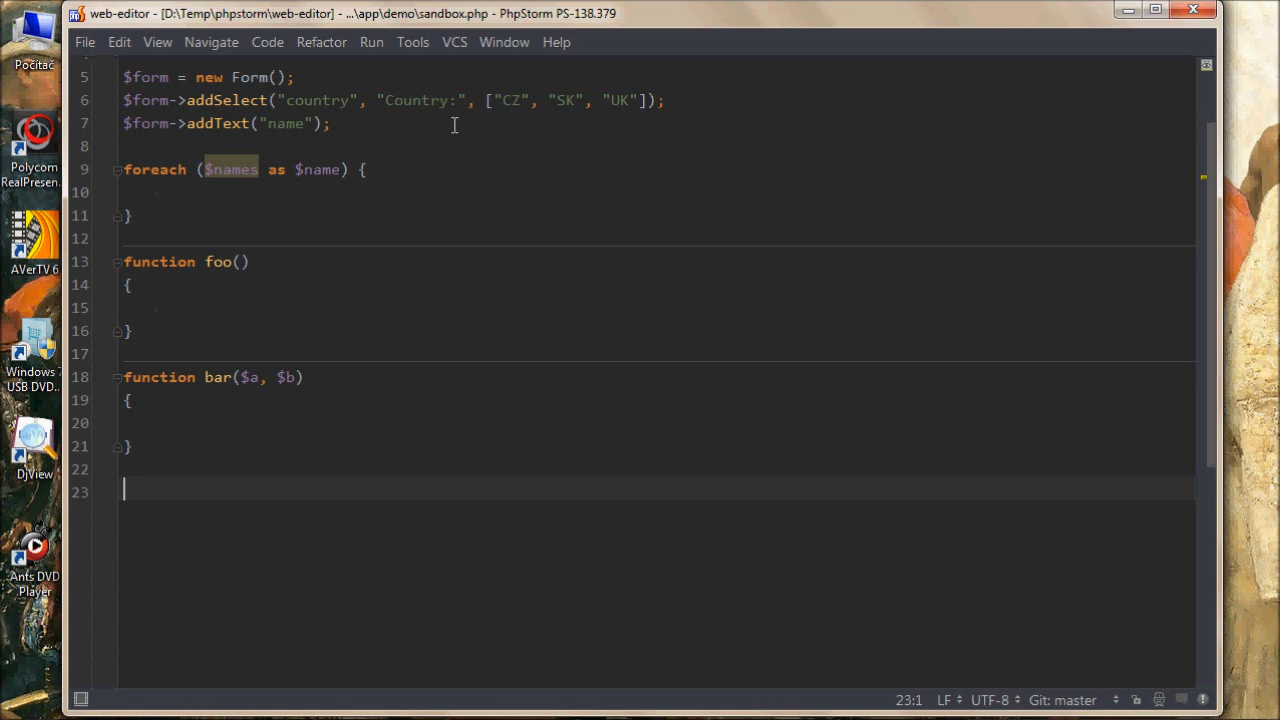 web-editor - [D:\Temp\phpstorm\web-editor] - ...\app\demo\sandbox.php - PhpStorm PS-138.379
File Edit View Navigate Code Refactor Run Tools VCS Window Help
5 $form = new Form();
6 $form->addSelect("country", "Country:", ["CZ", "SK", "UK"]);
7 $form->addText("name");
8
9 foreach ($names as $name) {
10
11 }
12
13 function foo()
14 {
15
16 }
17
18 function bar($a, $b)
19 {
20
21 }
22
23
23:1 LF UTF-8 Git: master
Počítač
Polycom
RealPresen...
AVerTV 6
Windows 7
USB DVD...
DjView
Ants DVD
Player